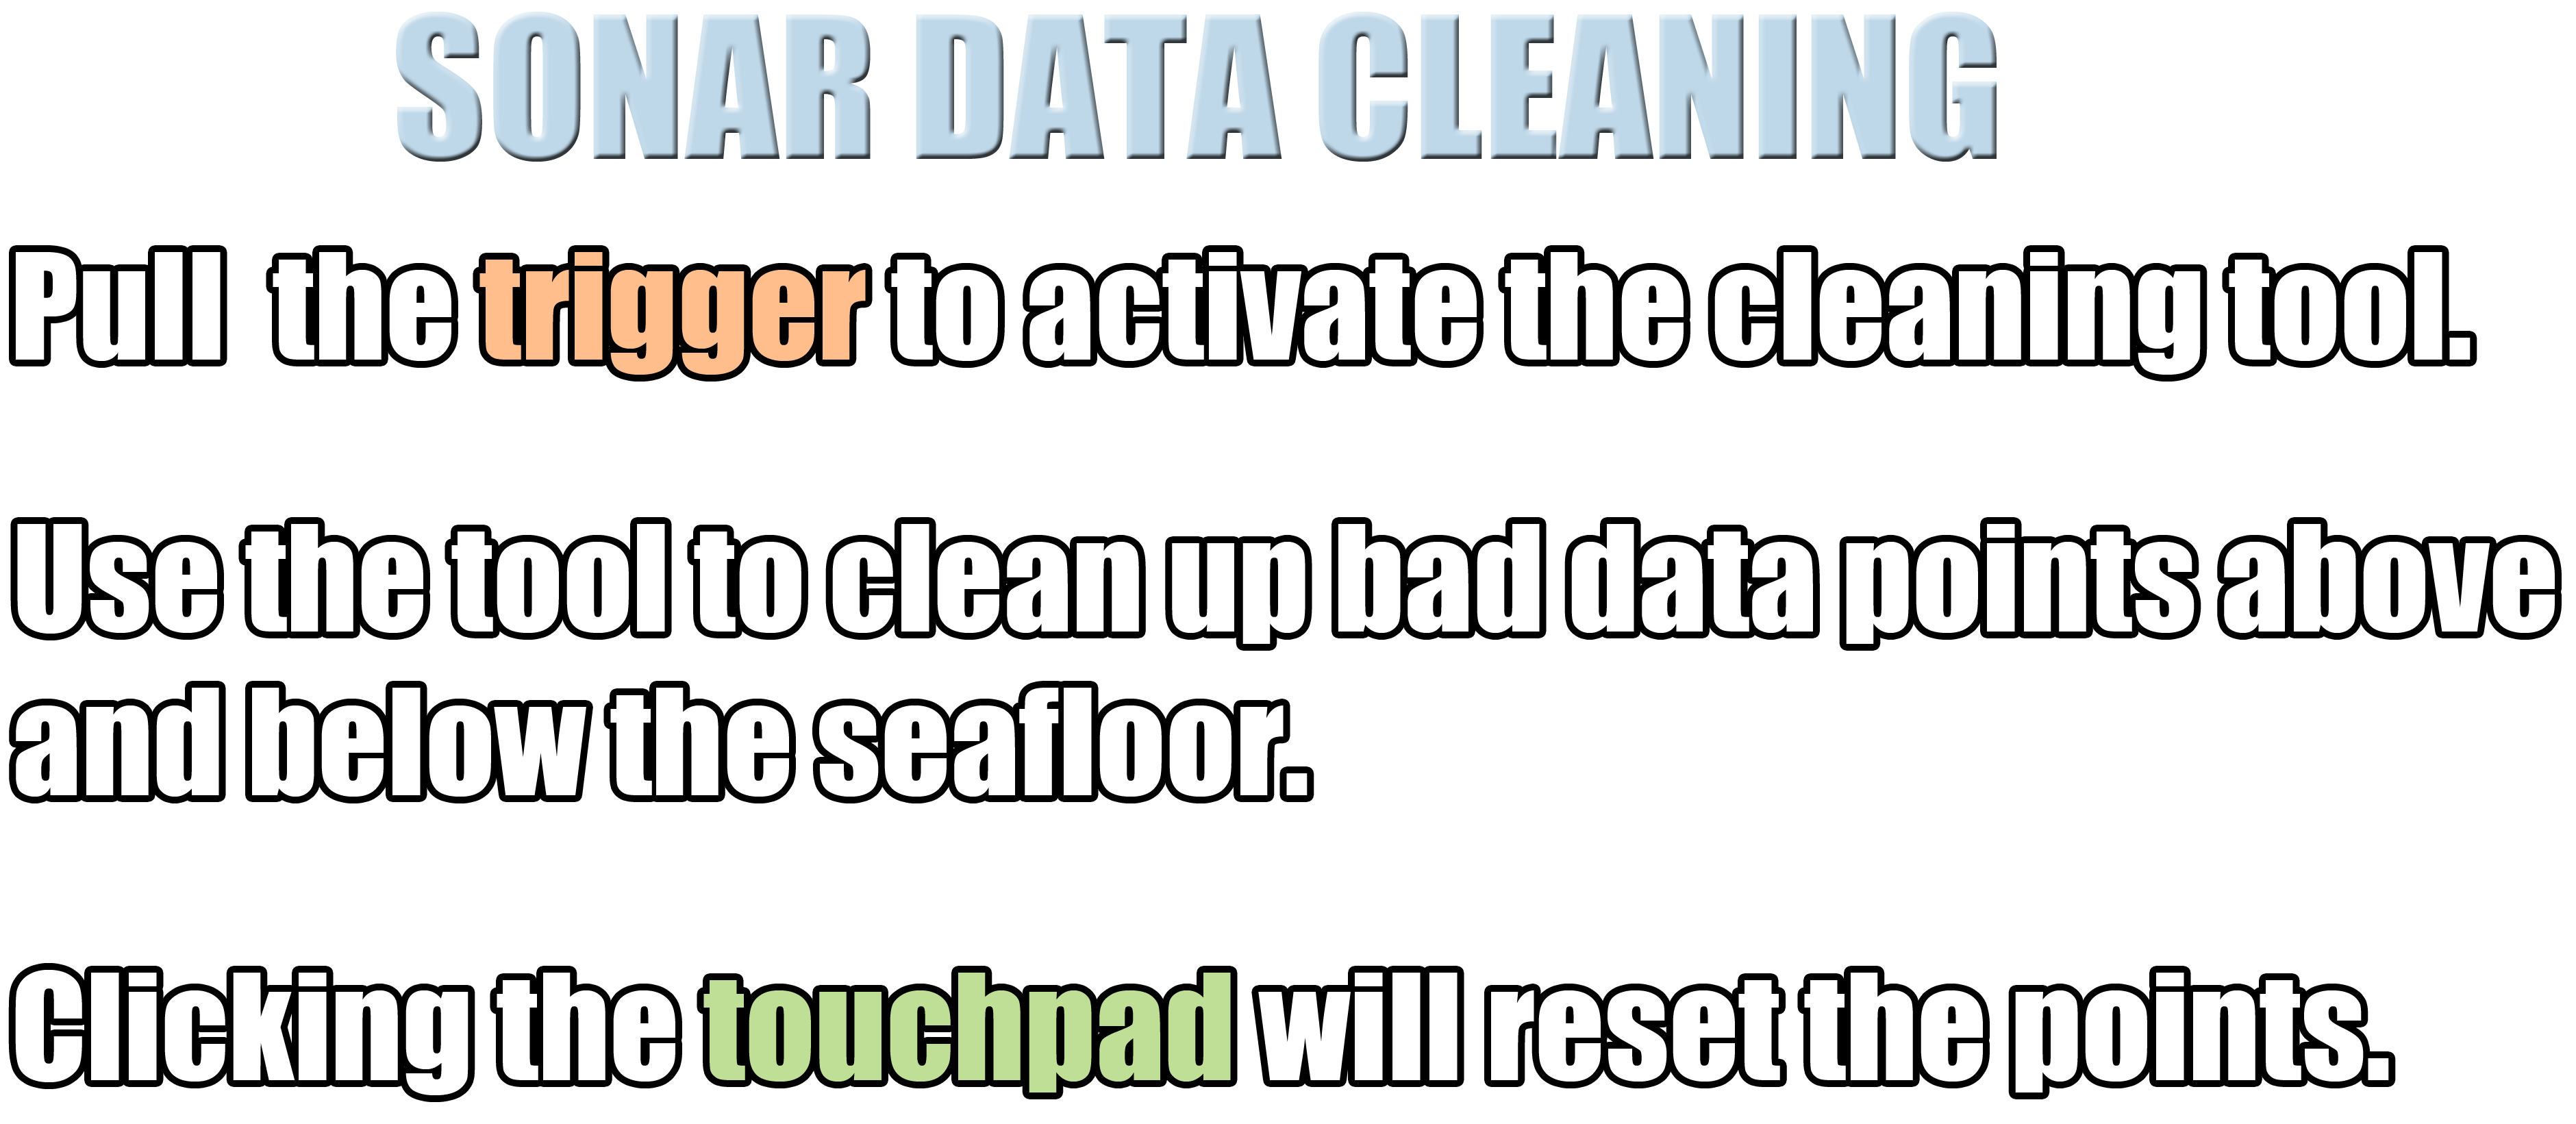 SONAR DATA CLEANING
Pull the trigger to activate the cleaning tool.
Use the tool to clean up bad data points above
and below the seafloor.
Clicking the touchpad will reset the points.